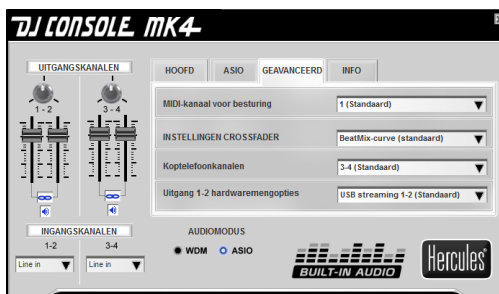 DJ CONSOLE MK4
UITGANGSKANALEN
1 - 2
3 - 4
HOOFD
ASIO
GEAVANCEERD
INFO
MIDI-kanaal voor besturing
1 (Standaard)
INSTELLINGEN CROSSFADER
BeatMix-curve (standaard)
Koptelefoonkanalen
3-4 (Standaard)
Uitgang 1-2 hardwaremengopties
USB streaming 1-2 (Standaard)
INGANGSKANALEN
1-2
3-4
Line in
Line in
AUDIOMODUS
WDM
ASIO
BUILT-IN AUDIO
Hercules